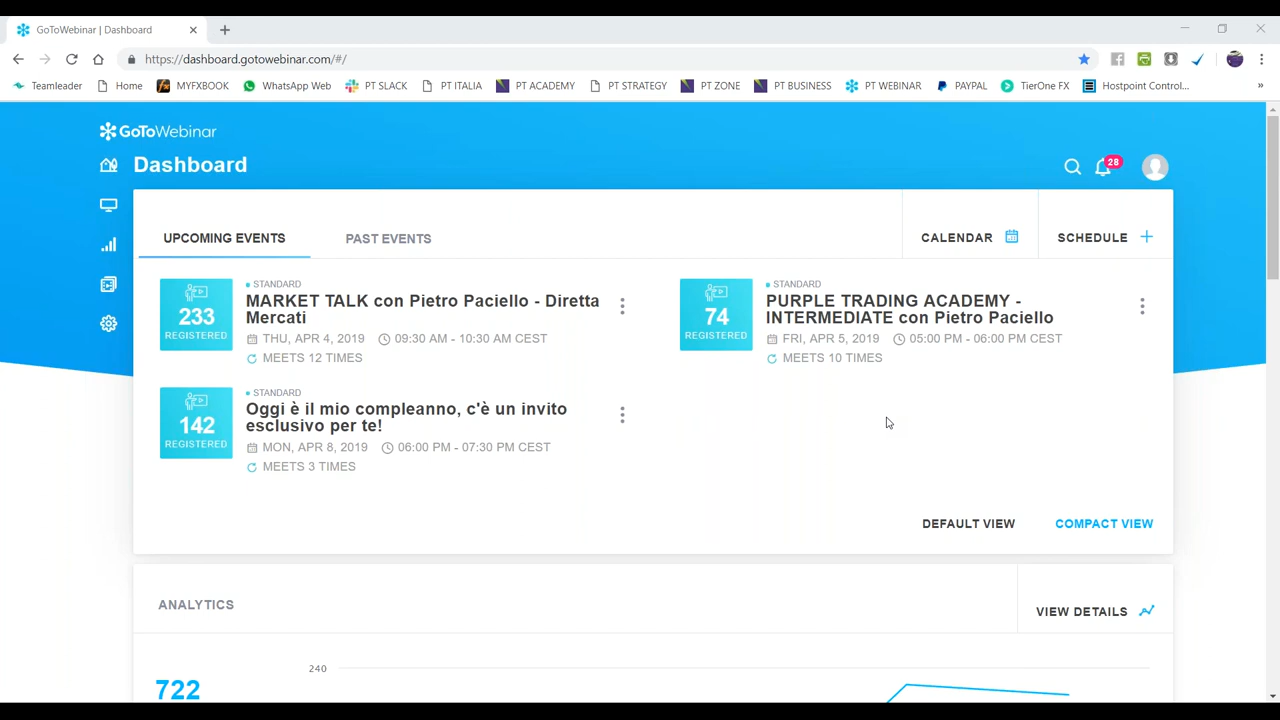 GoToWebinar | Dashboard
https://dashboard.gotowebinar.com/#/
Teamleader Home MYFXBOOK WhatsApp Web PT SLACK PT ITALIA PT ACADEMY PT STRATEGY PT ZONE PT BUSINESS PT WEBINAR PAYPAL TierOne FX Hostpoint Control... »
GoToWebinar
Dashboard
28
UPCOMING EVENTS PAST EVENTS CALENDAR SCHEDULE
233
REGISTERED
STANDARD
MARKET TALK con Pietro Paciello - Diretta
Mercati
THU, APR 4, 2019 09:30 AM - 10:30 AM CEST
MEETS 12 TIMES
74
REGISTERED
STANDARD
PURPLE TRADING ACADEMY -
INTERMEDIATE con Pietro Paciello
FRI, APR 5, 2019 05:00 PM - 06:00 PM CEST
MEETS 10 TIMES
142
REGISTERED
STANDARD
Oggi è il mio compleanno, c'è un invito
esclusivo per te!
MON, APR 8, 2019 06:00 PM - 07:30 PM CEST
MEETS 3 TIMES
DEFAULT VIEW COMPACT VIEW
ANALYTICS VIEW DETAILS
240
722